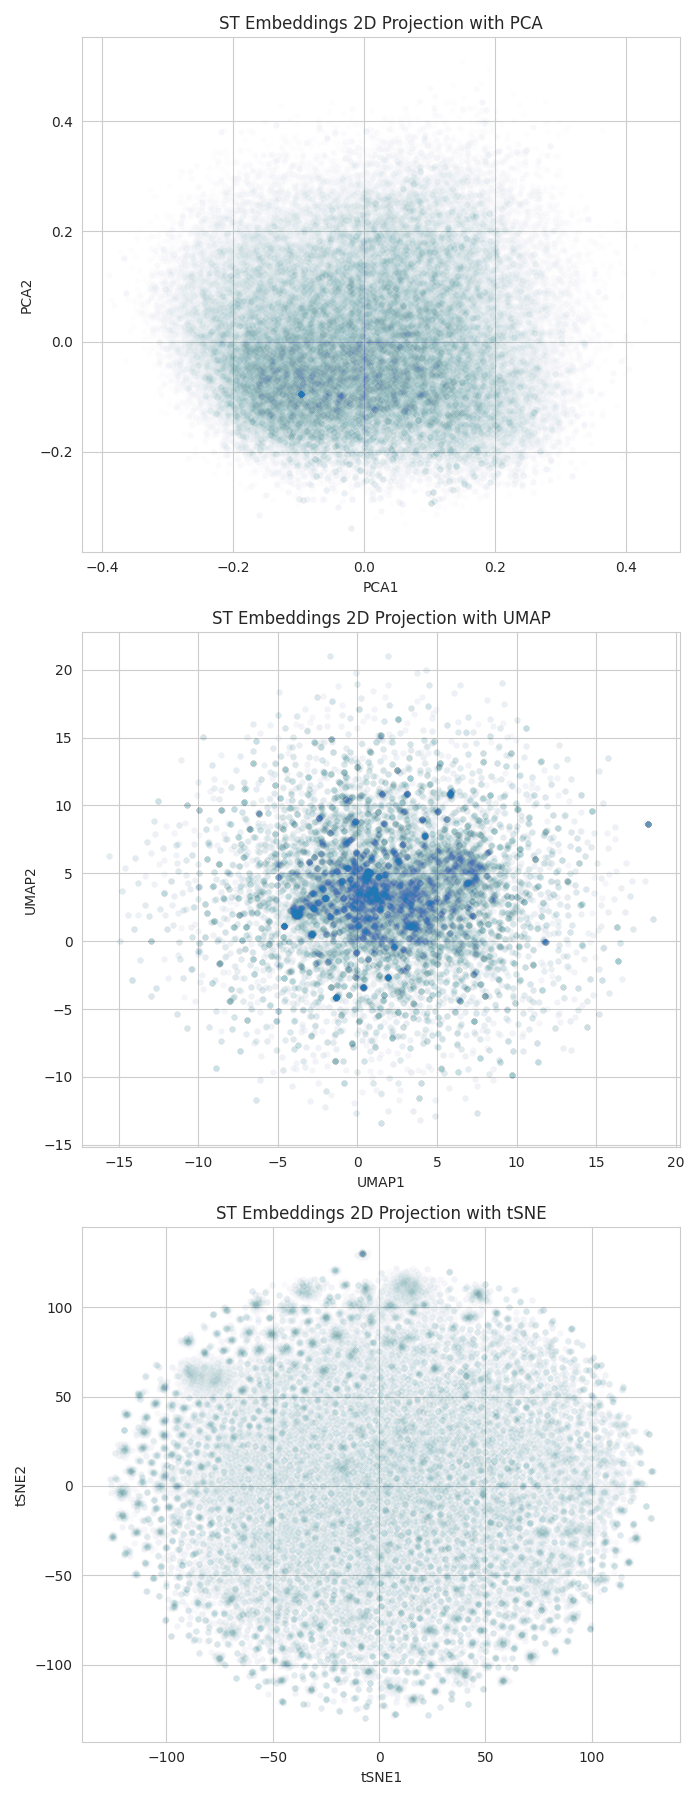 ST Embeddings 2D Projection with PCA
0.4
0.2
0.0
−0.2
PCA2
−0.4 −0.2 0.0 0.2 0.4
PCA1
ST Embeddings 2D Projection with UMAP
20
15
10
5
0
−5
−10
−15
UMAP2
−15 −10 −5 0 5 10 15 20
UMAP1
ST Embeddings 2D Projection with tSNE
100
50
0
−50
−100
tSNE2
−100 −50 0 50 100
tSNE1